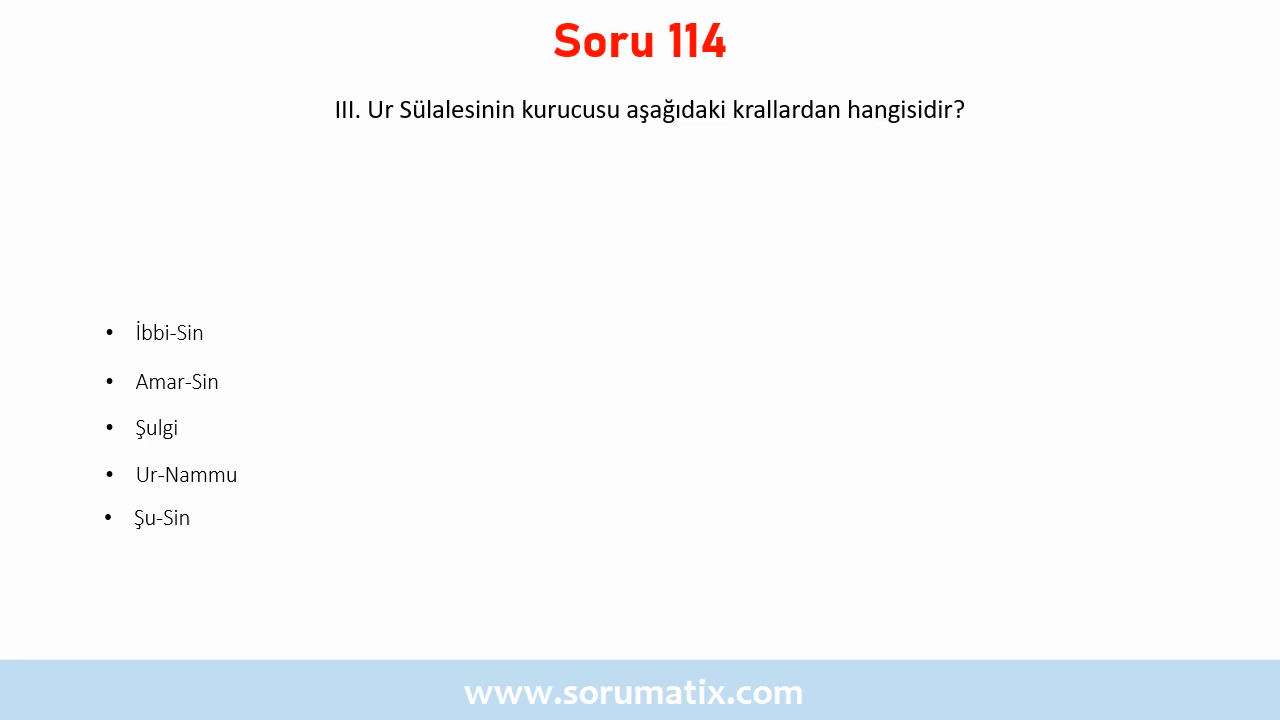 Soru 114
III. Ur Sülalesinin kurucusu aşağıdaki krallardan hangisidir?
• İbbi-Sin
• Amar-Sin
• Şulgi
• Ur-Nammu
• Şu-Sin
www.sorumatix.com